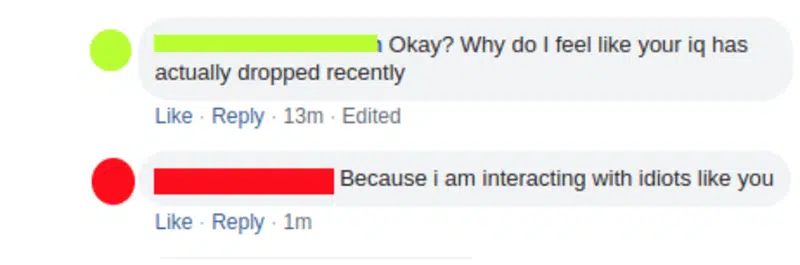 Okay? Why do I feel like your iq has
actually dropped recently
Like · Reply · 13m · Edited
Because i am interacting with idiots like you
Like · Reply · 1m